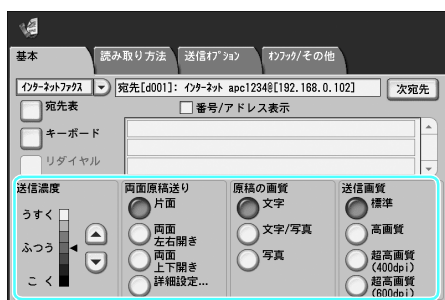 基本
読み取り方法
送信ｵﾌﾟｼｮﾝ
ｵﾝﾌｯｸ/その他
ｲﾝﾀｰﾈｯﾄﾌｧｸｽ
宛先[d001]: ｲﾝﾀｰﾈｯﾄ apc1234@[192.168.0.102]
次宛先
宛先表
番号/アドレス表示
キーボード
リダイヤル
送信濃度
うすく
ふつう
こく
両面原稿送り
片面
両面
左右開き
両面
上下開き
詳細設定...
原稿の画質
文字
文字/写真
写真
送信画質
標準
高画質
超高画質
(400dpi)
超高画質
(600dpi)